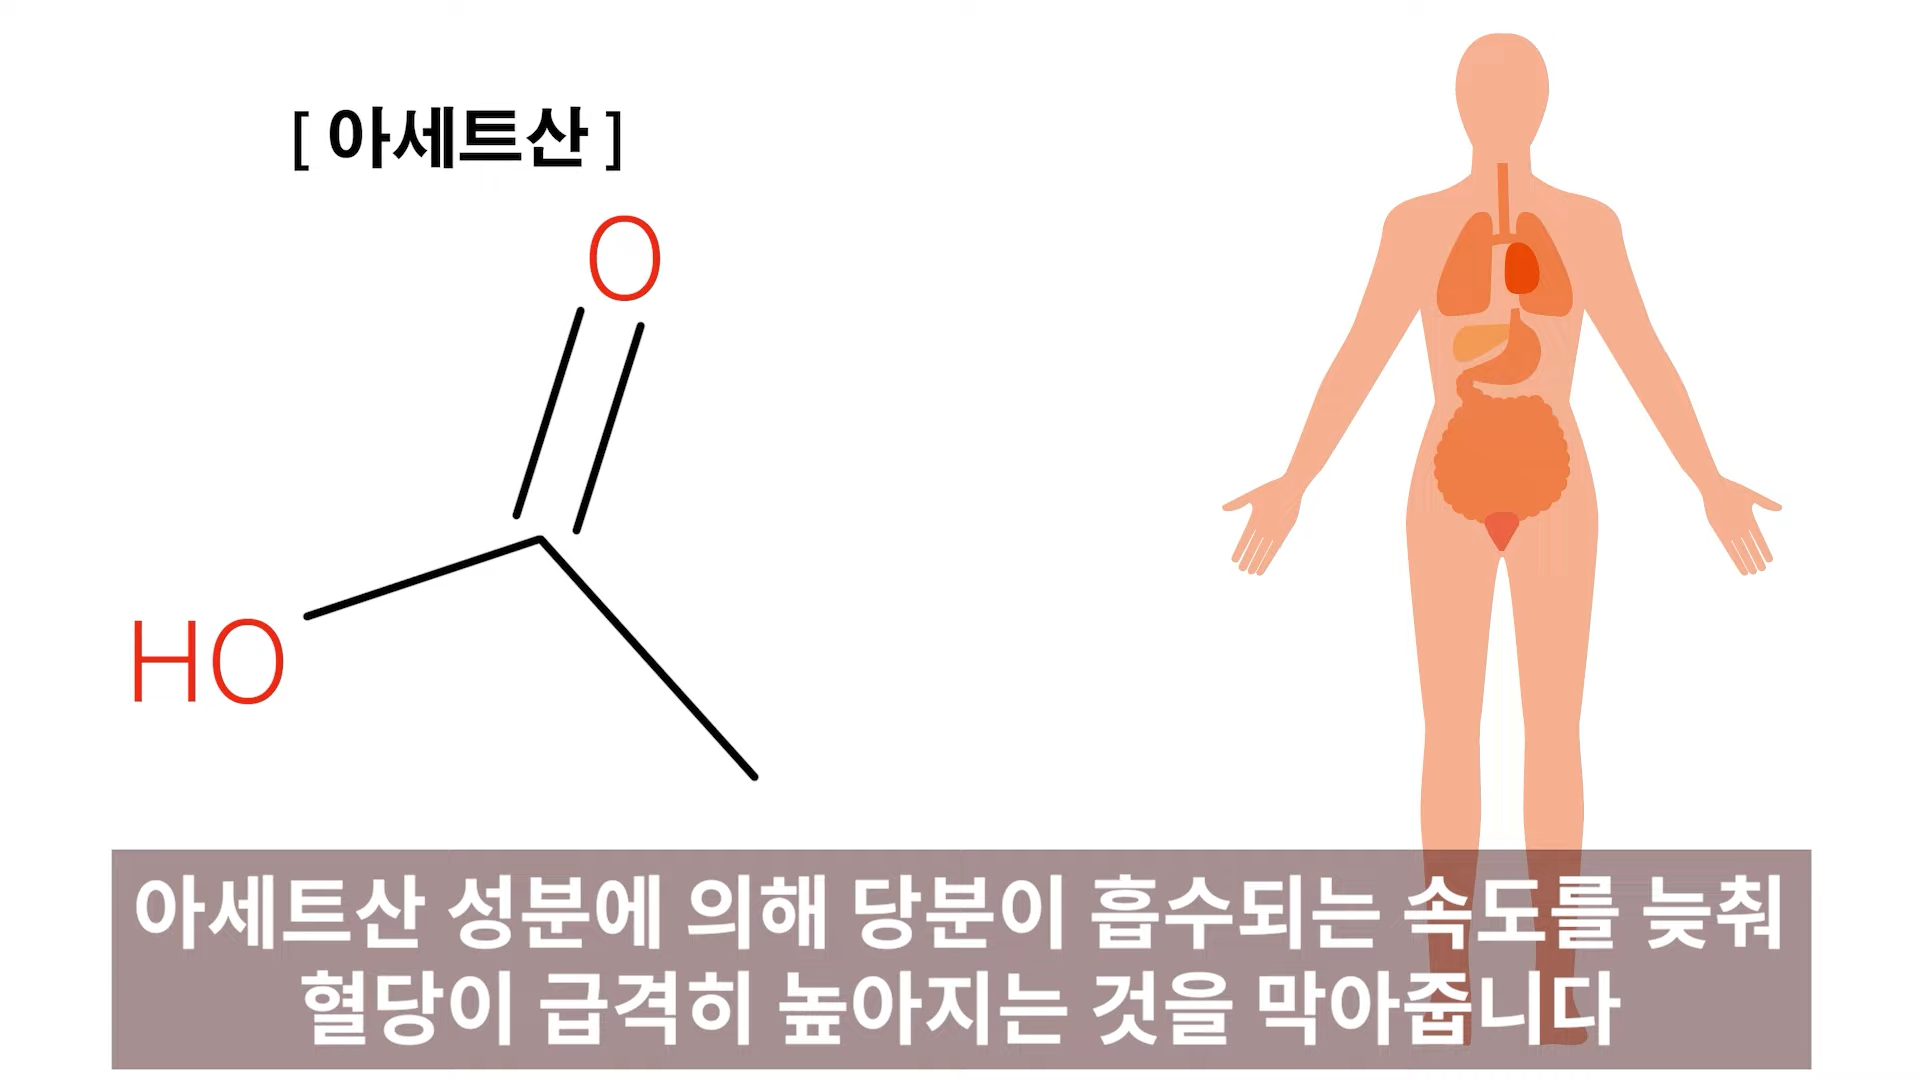 [ 아세트산 ]
O
HO
아세트산 성분에 의해 당분이 흡수되는 속도를 늦춰
혈당이 급격히 높아지는 것을 막아줍니다